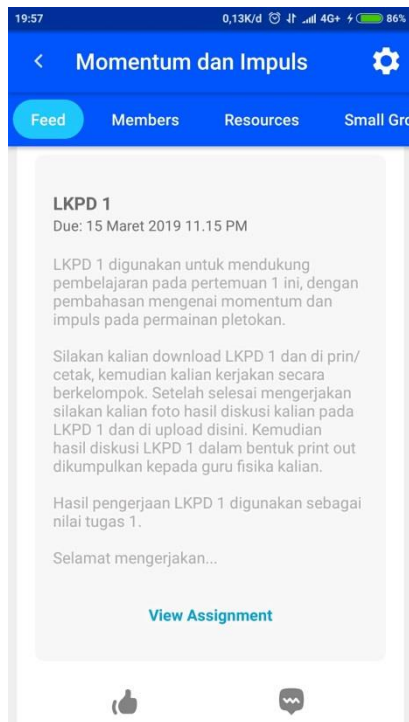 19:57 0,13K/d 4G+ 86%
Momentum dan Impuls
Feed Members Resources Small Gro
LKPD 1
Due: 15 Maret 2019 11.15 PM
LKPD 1 digunakan untuk mendukung
pembelajaran pada pertemuan 1 ini, dengan
pembahasan mengenai momentum dan
impuls pada permainan pletokan.
Silakan kalian download LKPD 1 dan di prin/
cetak, kemudian kalian kerjakan secara
berkelompok. Setelah selesai mengerjakan
silakan kalian foto hasil diskusi kalian pada
LKPD 1 dan di upload disini. Kemudian
hasil diskusi LKPD 1 dalam bentuk print out
dikumpulkan kepada guru fisika kalian.
Hasil pengerjaan LKPD 1 digunakan sebagai
nilai tugas 1.
Selamat mengerjakan...
View Assignment